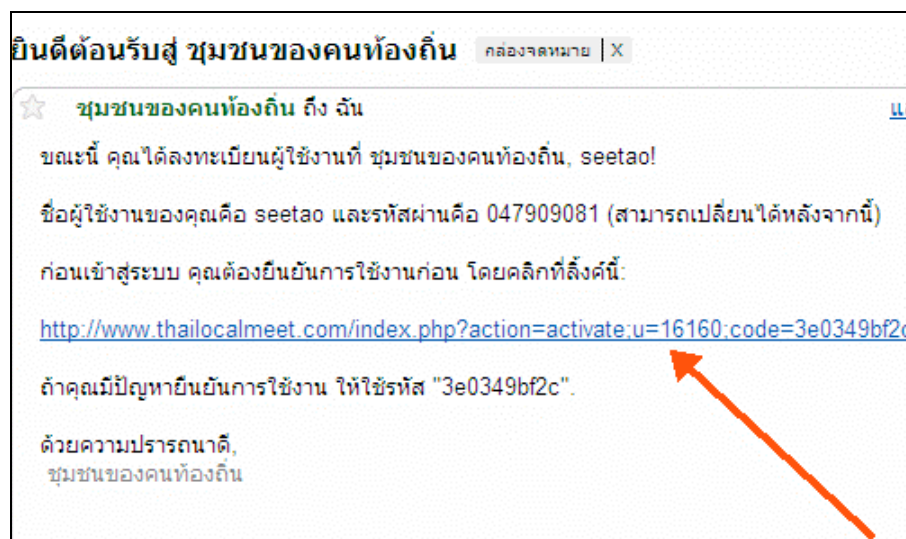 ยินดีต้อนรับสู่ ชุมชนของคนท้องถิ่น กล่องจดหมาย | X
ชุมชนของคนท้องถิ่น ถึง ฉัน
ขณะนี้ คุณได้ลงทะเบียนผู้ใช้งานที่ ชุมชนของคนท้องถิ่น, seetao!
ชื่อผู้ใช้งานของคุณคือ seetao และรหัสผ่านคือ 047909081 (สามารถเปลี่ยนได้หลังจากนี้)
ก่อนเข้าสู่ระบบ คุณต้องยืนยันการใช้งานก่อน โดยคลิกที่ลิ้งค์นี้:
http://www.thailocalmeet.com/index.php?action=activate;u=16160;code=3e0349bf2c
ถ้าคุณมีปัญหายืนยันการใช้งาน ให้ใช้รหัส "3e0349bf2c".
ด้วยความปรารถนาดี,
ชุมชนของคนท้องถิ่น